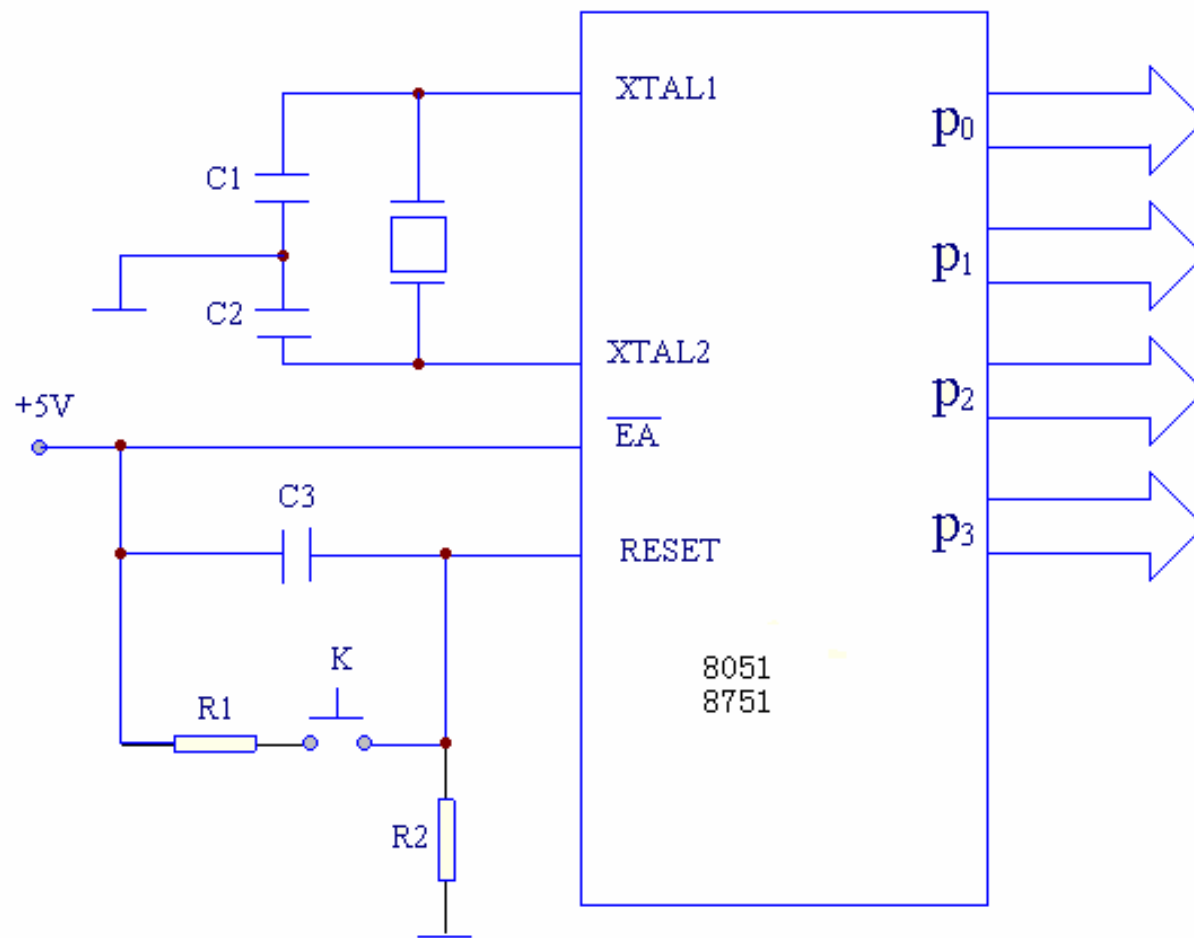 XTAL1
p0
C1
p1
C2
XTAL2
p2
+5V
EA
C3
p3
RESET
K
8051
8751
R1
R2